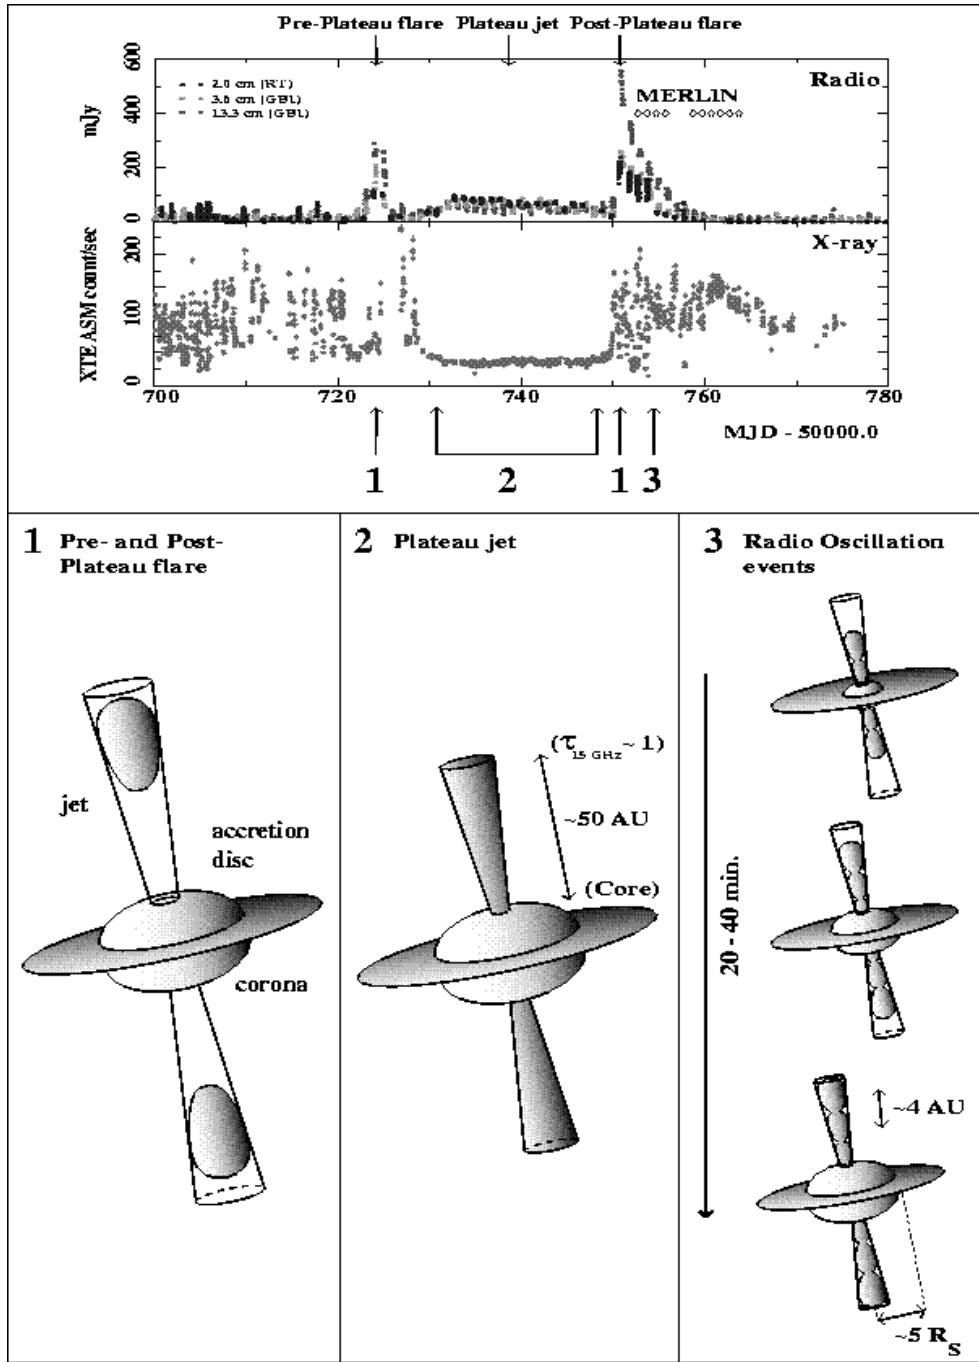 Pre-Plateau flare Plateau jet Post-Plateau flare
600
400
200
0
mJy
2.0 cm (RT)
3.6 cm (GBI)
13.3 cm (GBI)
MERLIN
Radio
X-ray
200
100
0
XTE ASM count/sec
700 720 740 760 780
MJD - 50000.0
1 2 1 3
1 Pre- and Post-
Plateau flare
jet
accretion
disc
corona
2 Plateau jet
(τ15 GHz ~ 1)
~50 AU
(Core)
3 Radio Oscillation
events
20 - 40 min.
~4 AU
~5 RS